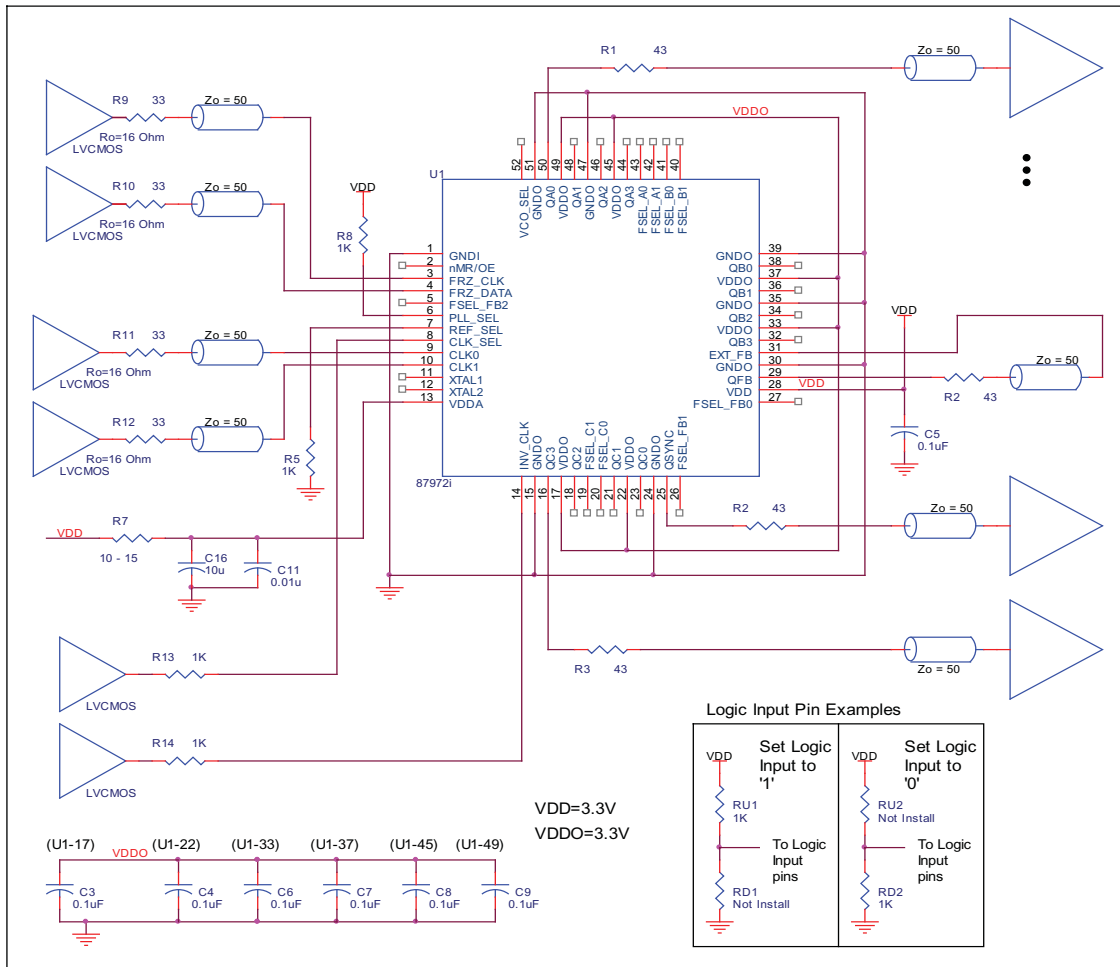 R1 43
Zo = 50
R9 33
Zo = 50
Ro=16 Ohm
LVCMOS
R10 33
Zo = 50
Ro=16 Ohm
LVCMOS
VDD
R8
1K
VDDO
U1
52 51 50 49 48 47 46 45 44 43 42 41 40
VCO_SEL
GNDO
QA0
VDDO
QA1
GNDO
QA2
VDDO
QA3
FSEL_A0
FSEL_A1
FSEL_B0
FSEL_B1
1 GNDI
2 nMR/OE
3 FRZ_CLK
4 FRZ_DATA
5 FSEL_FB2
6 PLL_SEL
7 REF_SEL
8 CLK_SEL
9 CLK0
10 CLK1
11 XTAL1
12 XTAL2
13 VDDA
GNDO 39
QB0 38
VDDO 37
QB1 36
GNDO 35
QB2 34
VDDO 33
QB3 32
EXT_FB 31
GNDO 30
QFB 29
VDD 28
FSEL_FB0 27
INV_CLK
GNDO
QC3
VDDO
QC2
FSEL_C1
FSEL_C0
QC1
VDDO
QC0
GNDO
QSYNC
FSEL_FB1
14 15 16 17 18 19 20 21 22 23 24 25 26
87972i
R11 33
Zo = 50
Ro=16 Ohm
LVCMOS
R12 33
Zo = 50
Ro=16 Ohm
LVCMOS
R5
1K
VDD
VDD
Zo = 50
R2 43
C5
0.1uF
VDD
R7
10 - 15
C16
10u
C11
0.01u
R2 43
Zo = 50
R13 1K
LVCMOS
R3 43
Zo = 50
R14 1K
LVCMOS
VDD=3.3V
VDDO=3.3V
(U1-17) (U1-22) (U1-33) (U1-37) (U1-45) (U1-49)
VDDO
C3
0.1uF
C4
0.1uF
C6
0.1uF
C7
0.1uF
C8
0.1uF
C9
0.1uF
Logic Input Pin Examples
VDD
Set Logic
Input to
'1'
RU1
1K
To Logic
Input
pins
RD1
Not Install
VDD
Set Logic
Input to
'0'
RU2
Not Install
To Logic
Input
pins
RD2
1K